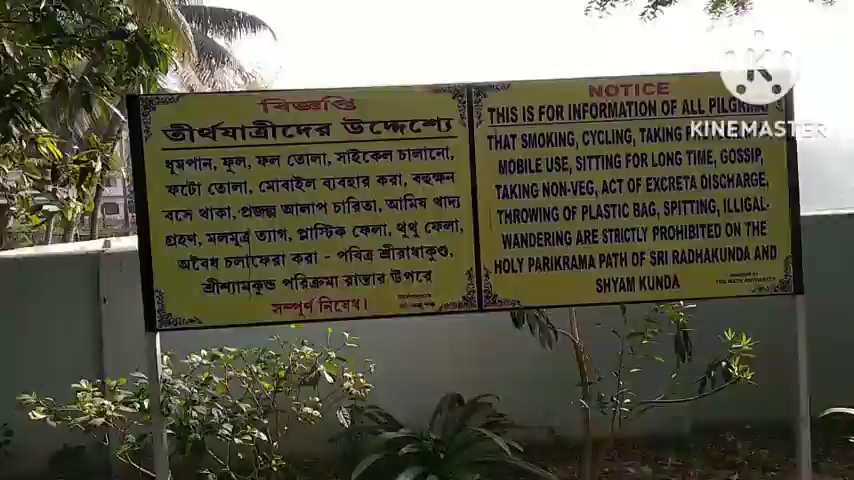 বিজ্ঞপ্তি
তীর্থযাত্রীদের উদ্দেশ্যে
ধূমপান, ফুল, ফল তোলা, সাইকেল চালানো,
ফটো তোলা, মোবাইল ব্যবহার করা, বহুক্ষন
বসে থাকা, প্রজল্প আলাপ চারিতা, আমিষ খাদ্য
গ্রহণ, মলমূত্র ত্যাগ, প্লাস্টিক ফেলা, থুথু ফেলা,
অবৈধ চলাফেরা করা - পবিত্র শ্রীরাধাকুণ্ড,
শ্রীশ্যামকুন্ড পরিক্রমা রাস্তার উপরে
সম্পূর্ণ নিষেধ।
NOTICE
THIS IS FOR INFORMATION OF ALL PILGRIM
THAT SMOKING, CYCLING, TAKING
MOBILE USE, SITTING FOR LONG TIME, GOSSIP,
TAKING NON-VEG, ACT OF EXCRETA DISCHARGE,
THROWING OF PLASTIC BAG, SPITTING, ILLIGAL-
WANDERING ARE STRICTLY PROHIBITED ON THE
HOLY PARIKRAMA PATH OF SRI RADHAKUNDA AND
SHYAM KUNDA
KINEMASTER